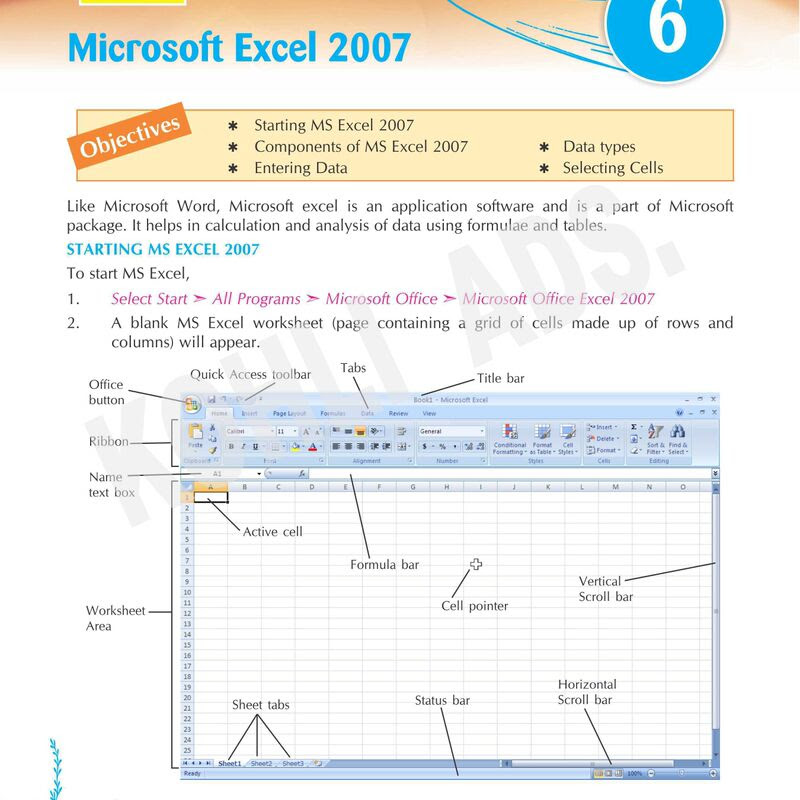 6
Microsoft Excel 2007
Objectives
✱ Starting MS Excel 2007
✱ Components of MS Excel 2007
✱ Data types
✱ Entering Data
✱ Selecting Cells
Like Microsoft Word, Microsoft excel is an application software and is a part of Microsoft
package. It helps in calculation and analysis of data using formulae and tables.
STARTING MS EXCEL 2007
To start MS Excel,
1. Select Start ➣ All Programs ➣ Microsoft Office ➣ Microsoft Office Excel 2007
2. A blank MS Excel worksheet (page containing a grid of cells made up of rows and
columns) will appear.
KOHLI ADS.
Quick Access toolbar
Tabs
Title bar
Office
button
Book1 - Microsoft Excel
Home Insert Page Layout Formulas Data Review View
Ribbon
Paste
Calibri 11
B I U
General
$ % ,
Conditional
Formatting
Format
as Table
Cell
Styles
Insert
Delete
Format
Σ
Sort &
Filter
Find &
Select
Clipboard Font Alignment Number Styles Cells Editing
Name
text box
A1
fx
A B C D E F G H I J K L M N O
1
2
3
4
5
6
7
8
9
10
11
12
13
14
15
16
17
18
19
20
21
22
23
24
25
Active cell
Formula bar
Cell pointer
Vertical
Scroll bar
Worksheet
Area
Sheet tabs
Status bar
Horizontal
Scroll bar
Sheet1 Sheet2 Sheet3
Ready
100%